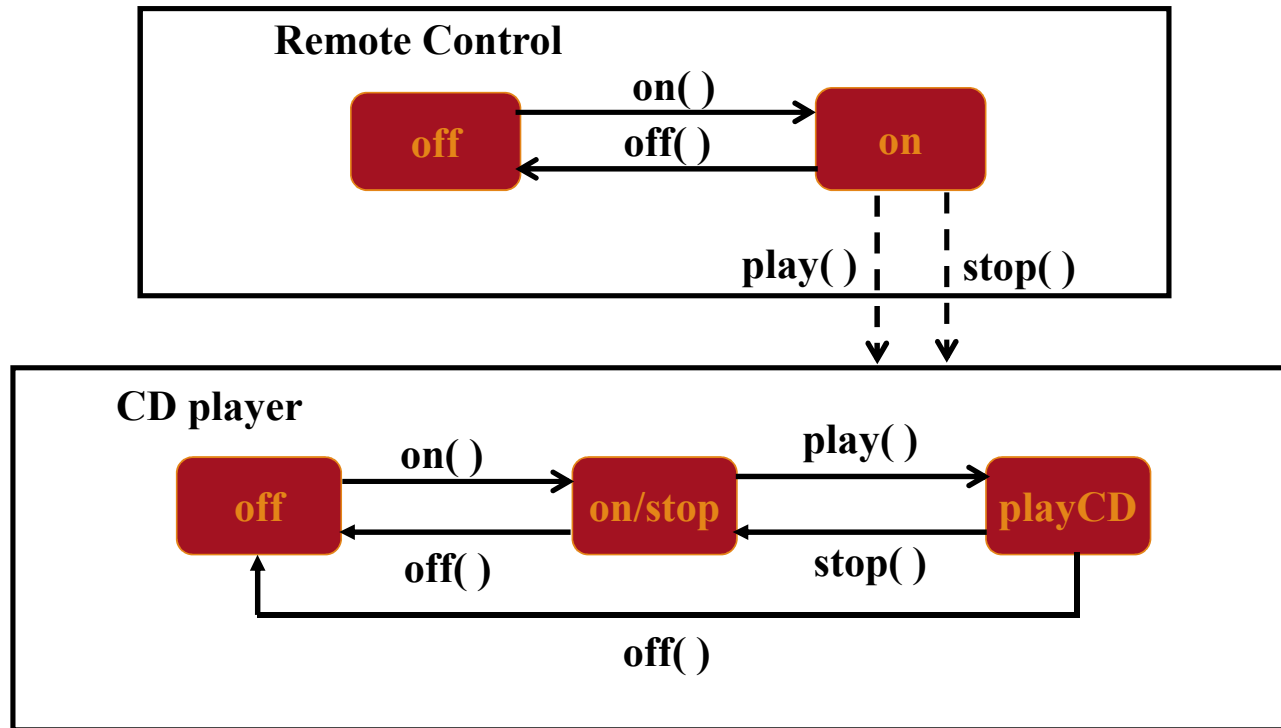 Remote Control
on( )
off
off( )
on
play( )
stop( )
CD player
on( )
play( )
off
on/stop
playCD
off( )
stop( )
off( )